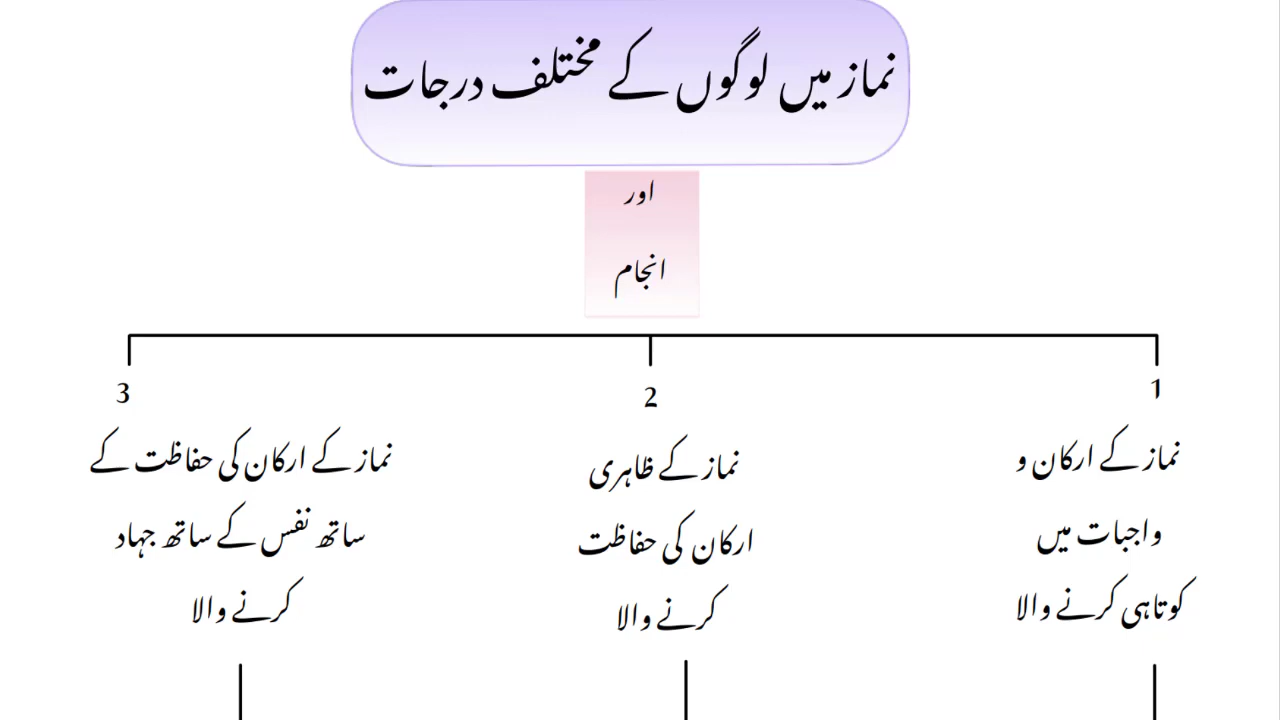 نماز میں لوگوں کے مختلف درجات
اور
انجام
1
نماز کے ارکان و
واجبات میں
کوتاہی کرنے والا
2
نماز کے ظاہری
ارکان کی حفاظت
کرنے والا
3
نماز کے ارکان کی حفاظت کے
ساتھ نفس کے ساتھ جہاد
کرنے والا